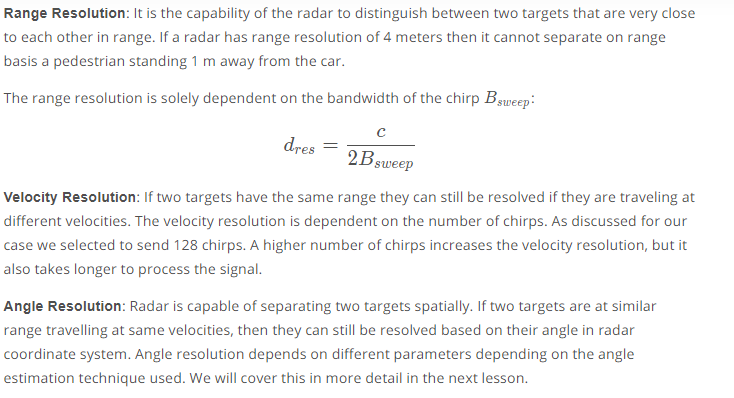 Range Resolution: It is the capability of the radar to distinguish between two targets that are very close
to each other in range. If a radar has range resolution of 4 meters then it cannot separate on range
basis a pedestrian standing 1 m away from the car.
The range resolution is solely dependent on the bandwidth of the chirp B_{sweep}:
d_{res} = \frac{c}{2B_{sweep}}
Velocity Resolution: If two targets have the same range they can still be resolved if they are traveling at
different velocities. The velocity resolution is dependent on the number of chirps. As discussed for our
case we selected to send 128 chirps. A higher number of chirps increases the velocity resolution, but it
also takes longer to process the signal.
Angle Resolution: Radar is capable of separating two targets spatially. If two targets are at similar
range travelling at same velocities, then they can still be resolved based on their angle in radar
coordinate system. Angle resolution depends on different parameters depending on the angle
estimation technique used. We will cover this in more detail in the next lesson.